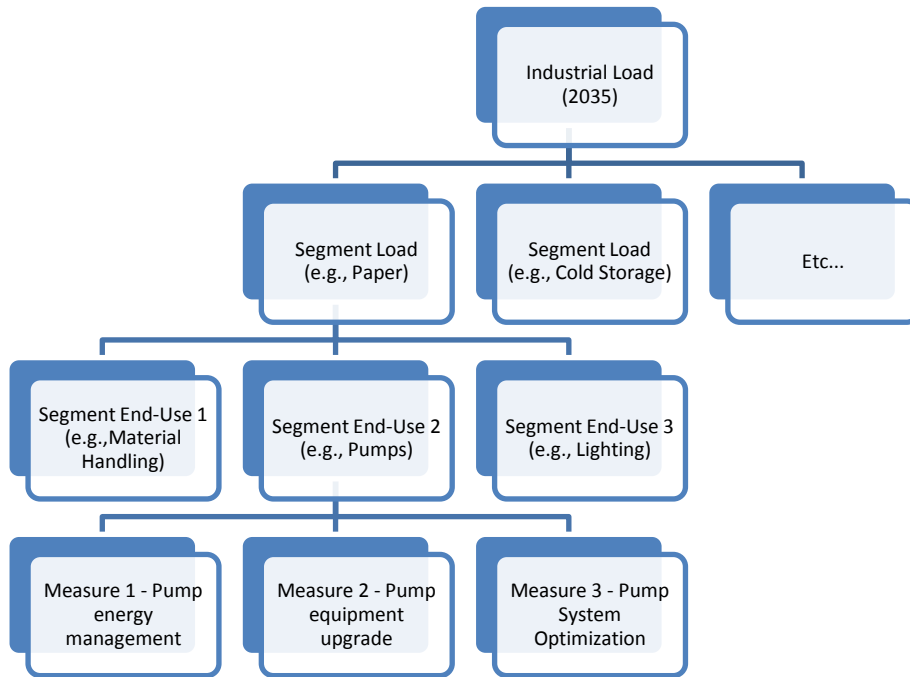 Industrial Load
(2035)
Segment Load
(e.g., Paper)
Segment Load
(e.g., Cold Storage)
Etc...
Segment End-Use 1
(e.g.,Material
Handling)
Segment End-Use 2
(e.g., Pumps)
Segment End-Use 3
(e.g., Lighting)
Measure 1 - Pump
energy
management
Measure 2 - Pump
equipment
upgrade
Measure 3 - Pump
System
Optimization